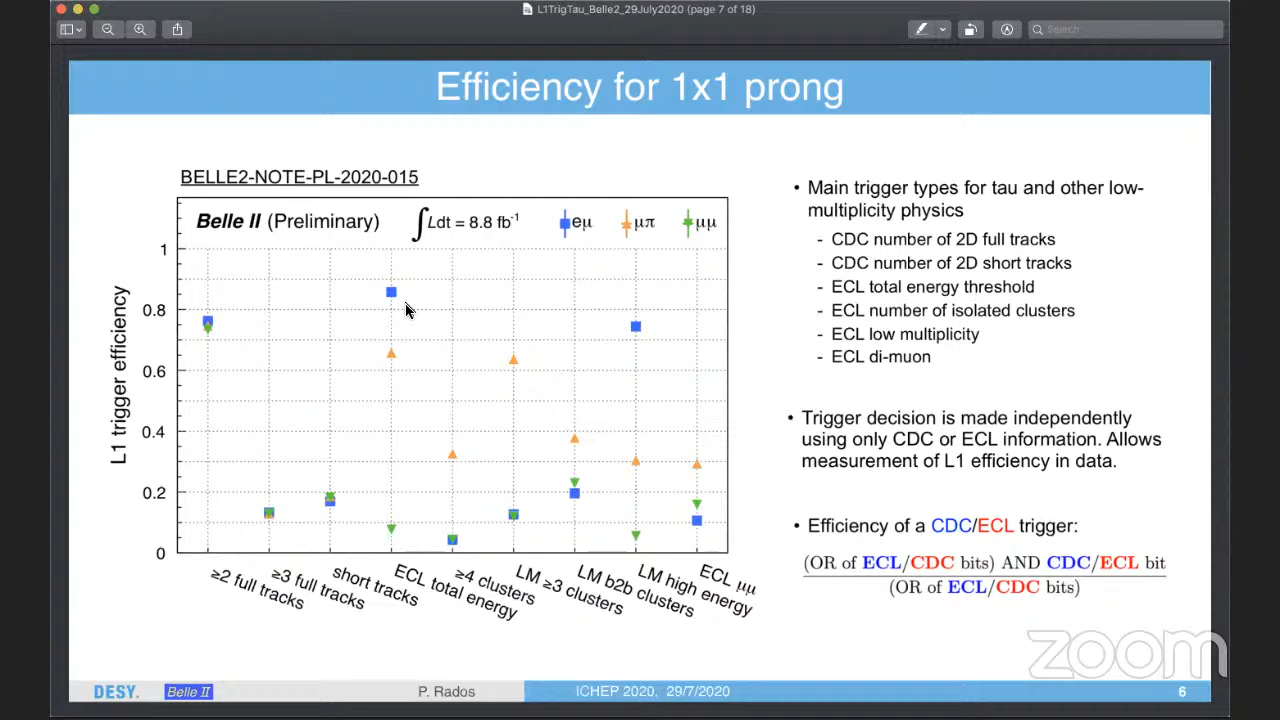 L1TrigTau_Belle2_29July2020 (page 7 of 18)
Search
Efficiency for 1x1 prong
BELLE2-NOTE-PL-2020-015
Belle II (Preliminary)
∫Ldt = 8.8 fb⁻¹
eμ
μπ
μμ
L1 trigger efficiency
1
0.8
0.6
0.4
0.2
0
≥2 full tracks
≥3 full tracks
short tracks
ECL total energy
≥4 clusters
LM ≥3 clusters
LM b2b clusters
LM high energy
ECL μμ
• Main trigger types for tau and other low-
multiplicity physics
- CDC number of 2D full tracks
- CDC number of 2D short tracks
- ECL total energy threshold
- ECL number of isolated clusters
- ECL low multiplicity
- ECL di-muon
• Trigger decision is made independently
using only CDC or ECL information. Allows
measurement of L1 efficiency in data.
• Efficiency of a CDC/ECL trigger:
(OR of ECL/CDC bits) AND CDC/ECL bit
(OR of ECL/CDC bits)
zoom
DESY.
Belle II
P. Rados
ICHEP 2020, 29/7/2020
6